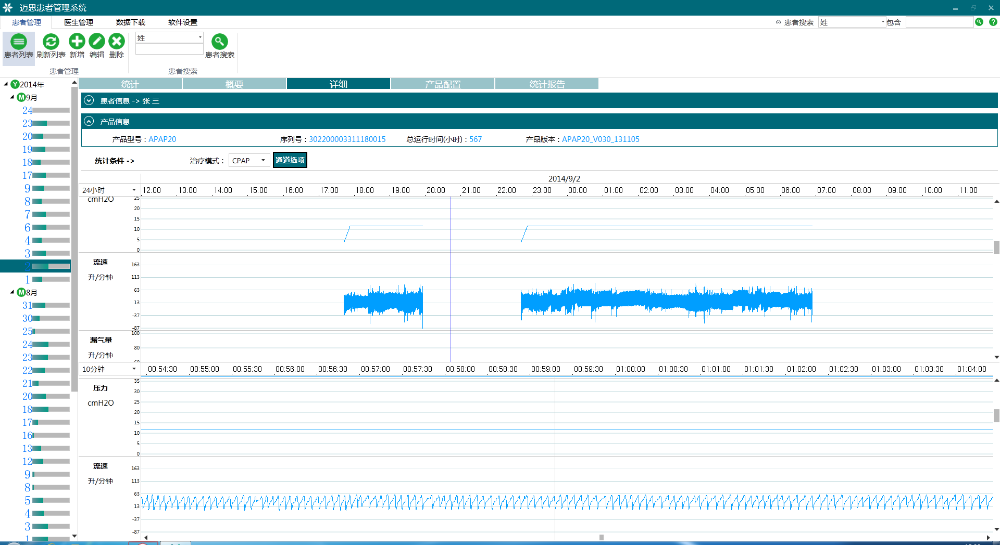 迈思患者管理系统
患者管理 医生管理 数据下载 软件设置 患者搜索 姓 包含
姓
患者列表 刷新列表 新增 编辑 删除 患者搜索
患者管理 患者搜索
2014年
9月
24
23
20
19
18
17
9
8
7
6
4
3
2
1
8月
31
30
25
24
23
22
21
20
18
17
16
13
12
9
8
5
4
3
1
统计 概要 详细 产品配置 统计报告
患者信息 -> 张 三
产品信息
产品型号：APAP20 序列号：302200003311180015 总运行时间(小时)：567 产品版本：APAP20_V030_131105
统计条件 -> 治疗模式： CPAP 通道选项
2014/9/2
24小时 12:00 13:00 14:00 15:00 16:00 17:00 18:00 19:00 20:00 21:00 22:00 23:00 00:00 01:00 02:00 03:00 04:00 05:00 06:00 07:00 08:00 09:00 10:00 11:00
cmH2O 25
20
15
10
5
0
流速
163
升/分钟 113
63
13
-37
-87
100
漏气量
80
升/分钟
60
10分钟 00:54:30 00:55:00 00:55:30 00:56:00 00:56:30 00:57:00 00:57:30 00:58:00 00:58:30 00:59:00 00:59:30 01:00:00 01:00:30 01:01:00 01:01:30 01:02:00 01:02:30 01:03:00 01:03:30 01:04:00
35
压力
30
cmH2O 25
20
15
10
5
0
流速
163
升/分钟 113
63
13
-37
-87